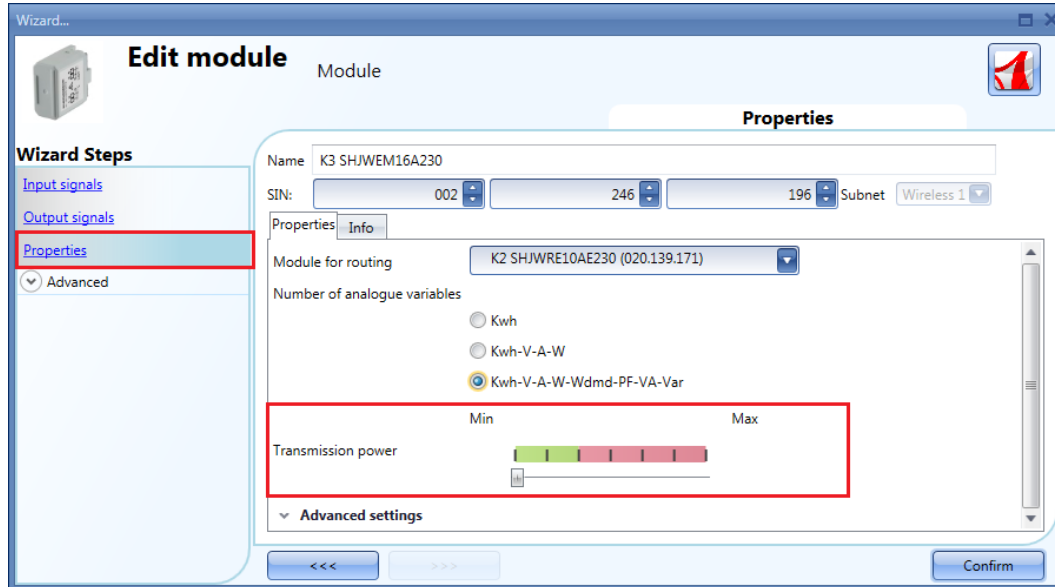 Wizard...
Edit module
Module
Properties
Wizard Steps
Input signals
Output signals
Properties
Advanced
Name K3 SHJWEM16A230
SIN: 002 246 196 Subnet Wireless 1
Properties Info
Module for routing K2 SHJWRE10AE230 (020.139.171)
Number of analogue variables
Kwh
Kwh-V-A-W
Kwh-V-A-W-Wdmd-PF-VA-Var
Min Max
Transmission power
Advanced settings
<<< >>> Confirm